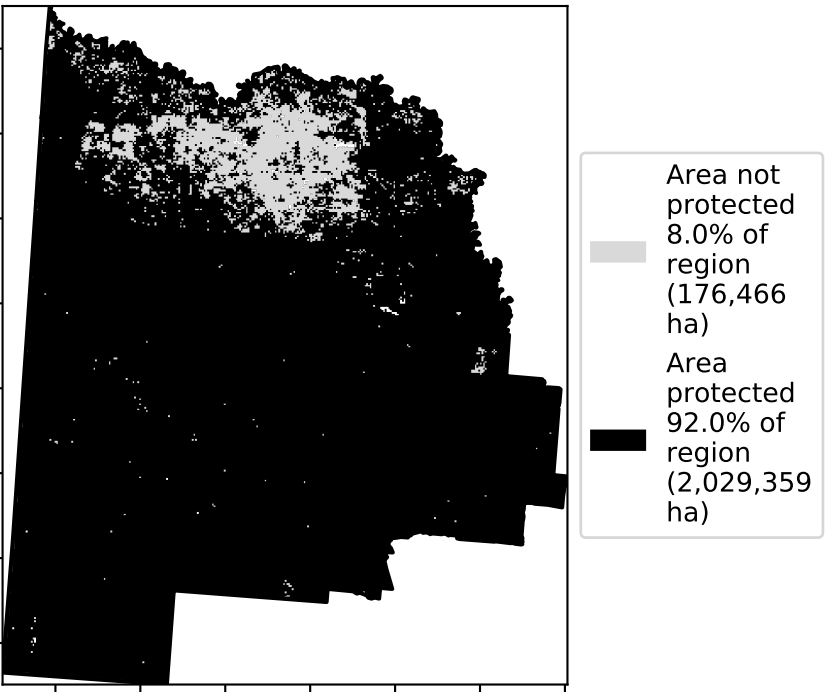 Area not
protected
8.0% of
region
(176,466
ha)
Area
protected
92.0% of
region
(2,029,359
ha)